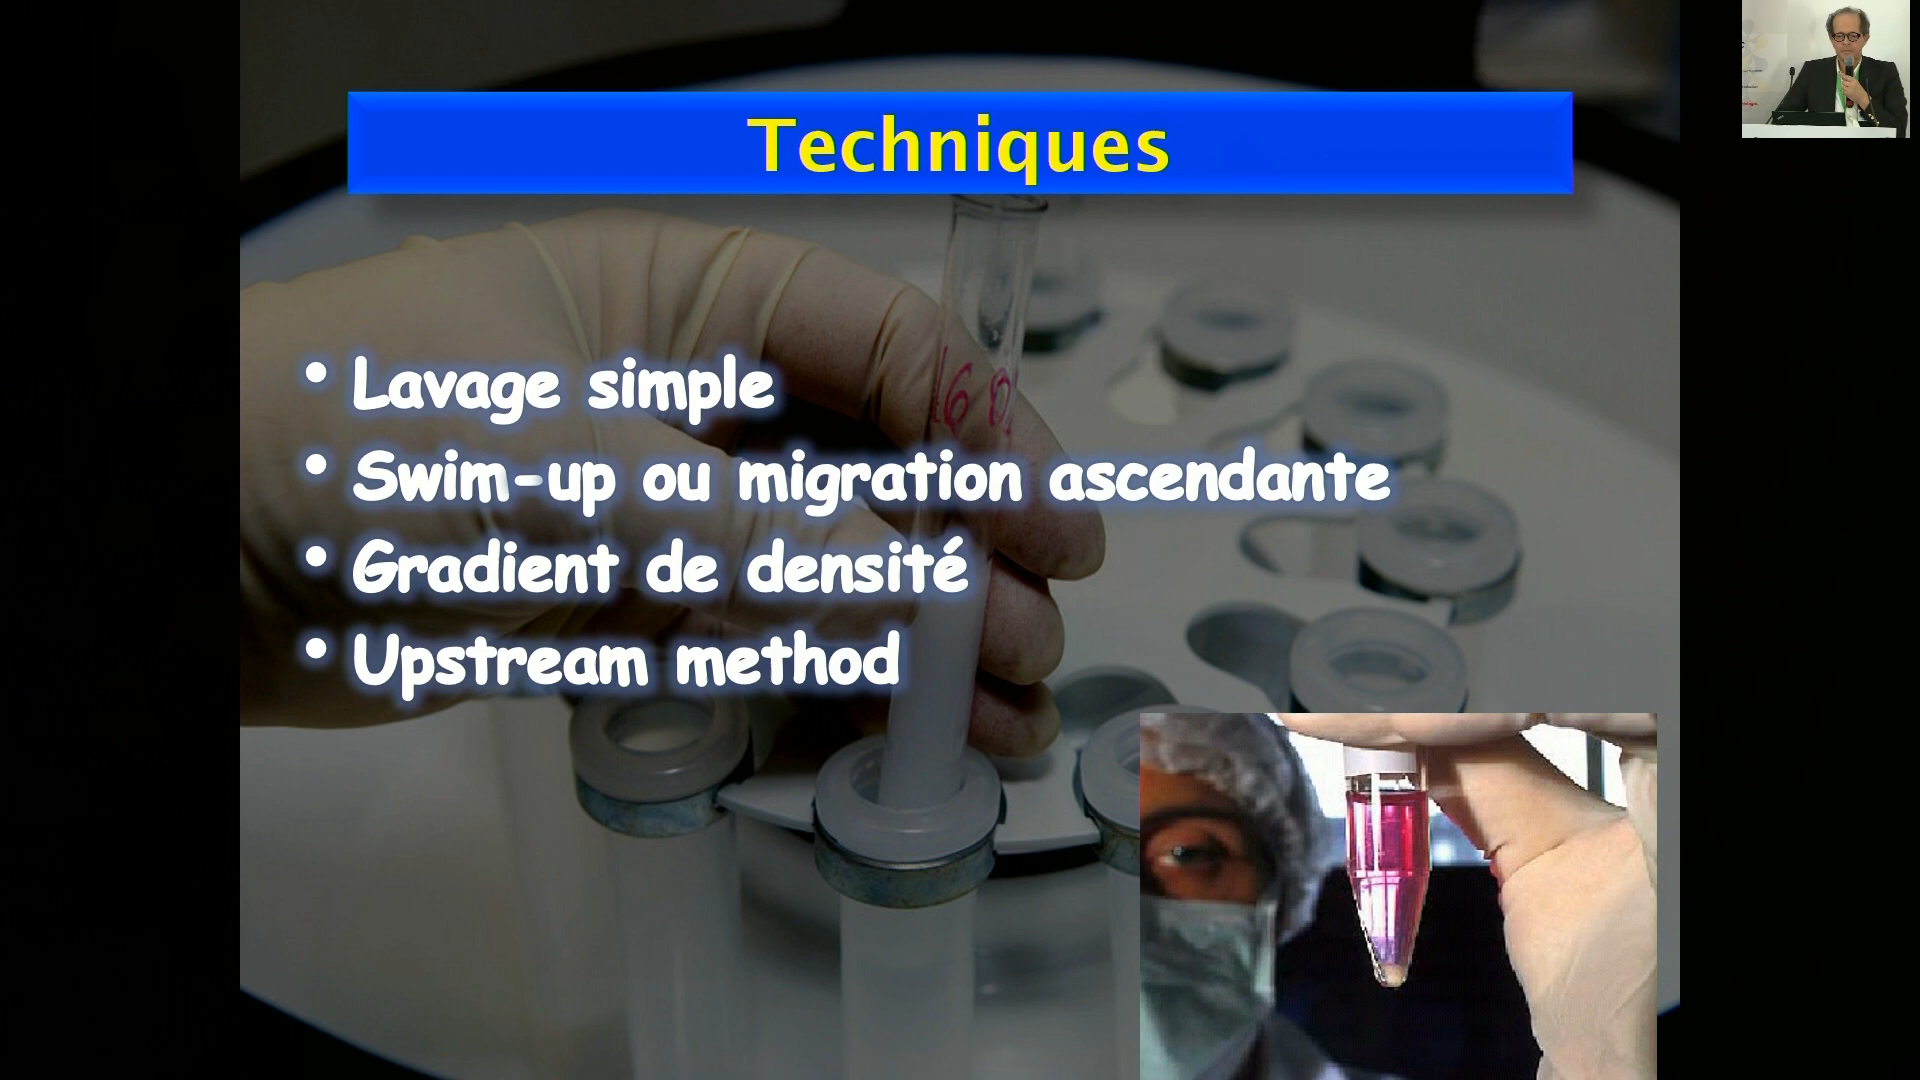 Techniques
• Lavage simple
• Swim-up ou migration ascendante
• Gradient de densité
• Upstream method